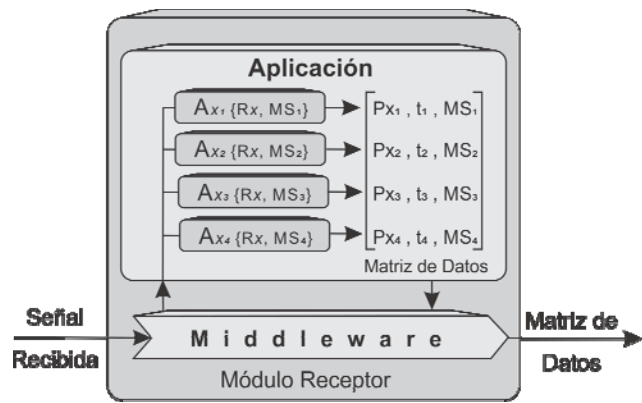 Aplicación
Ax₁ {Rx, MS₁} Px₁ , t₁ , MS₁
Ax₂ {Rx, MS₂} Px₂ , t₂ , MS₂
Ax₃ {Rx, MS₃} Px₃ , t₃ , MS₃
Ax₄ {Rx, MS₄} Px₄ , t₄ , MS₄
Matriz de Datos
Señal
Recibida
Middleware
Matriz de
Datos
Módulo Receptor